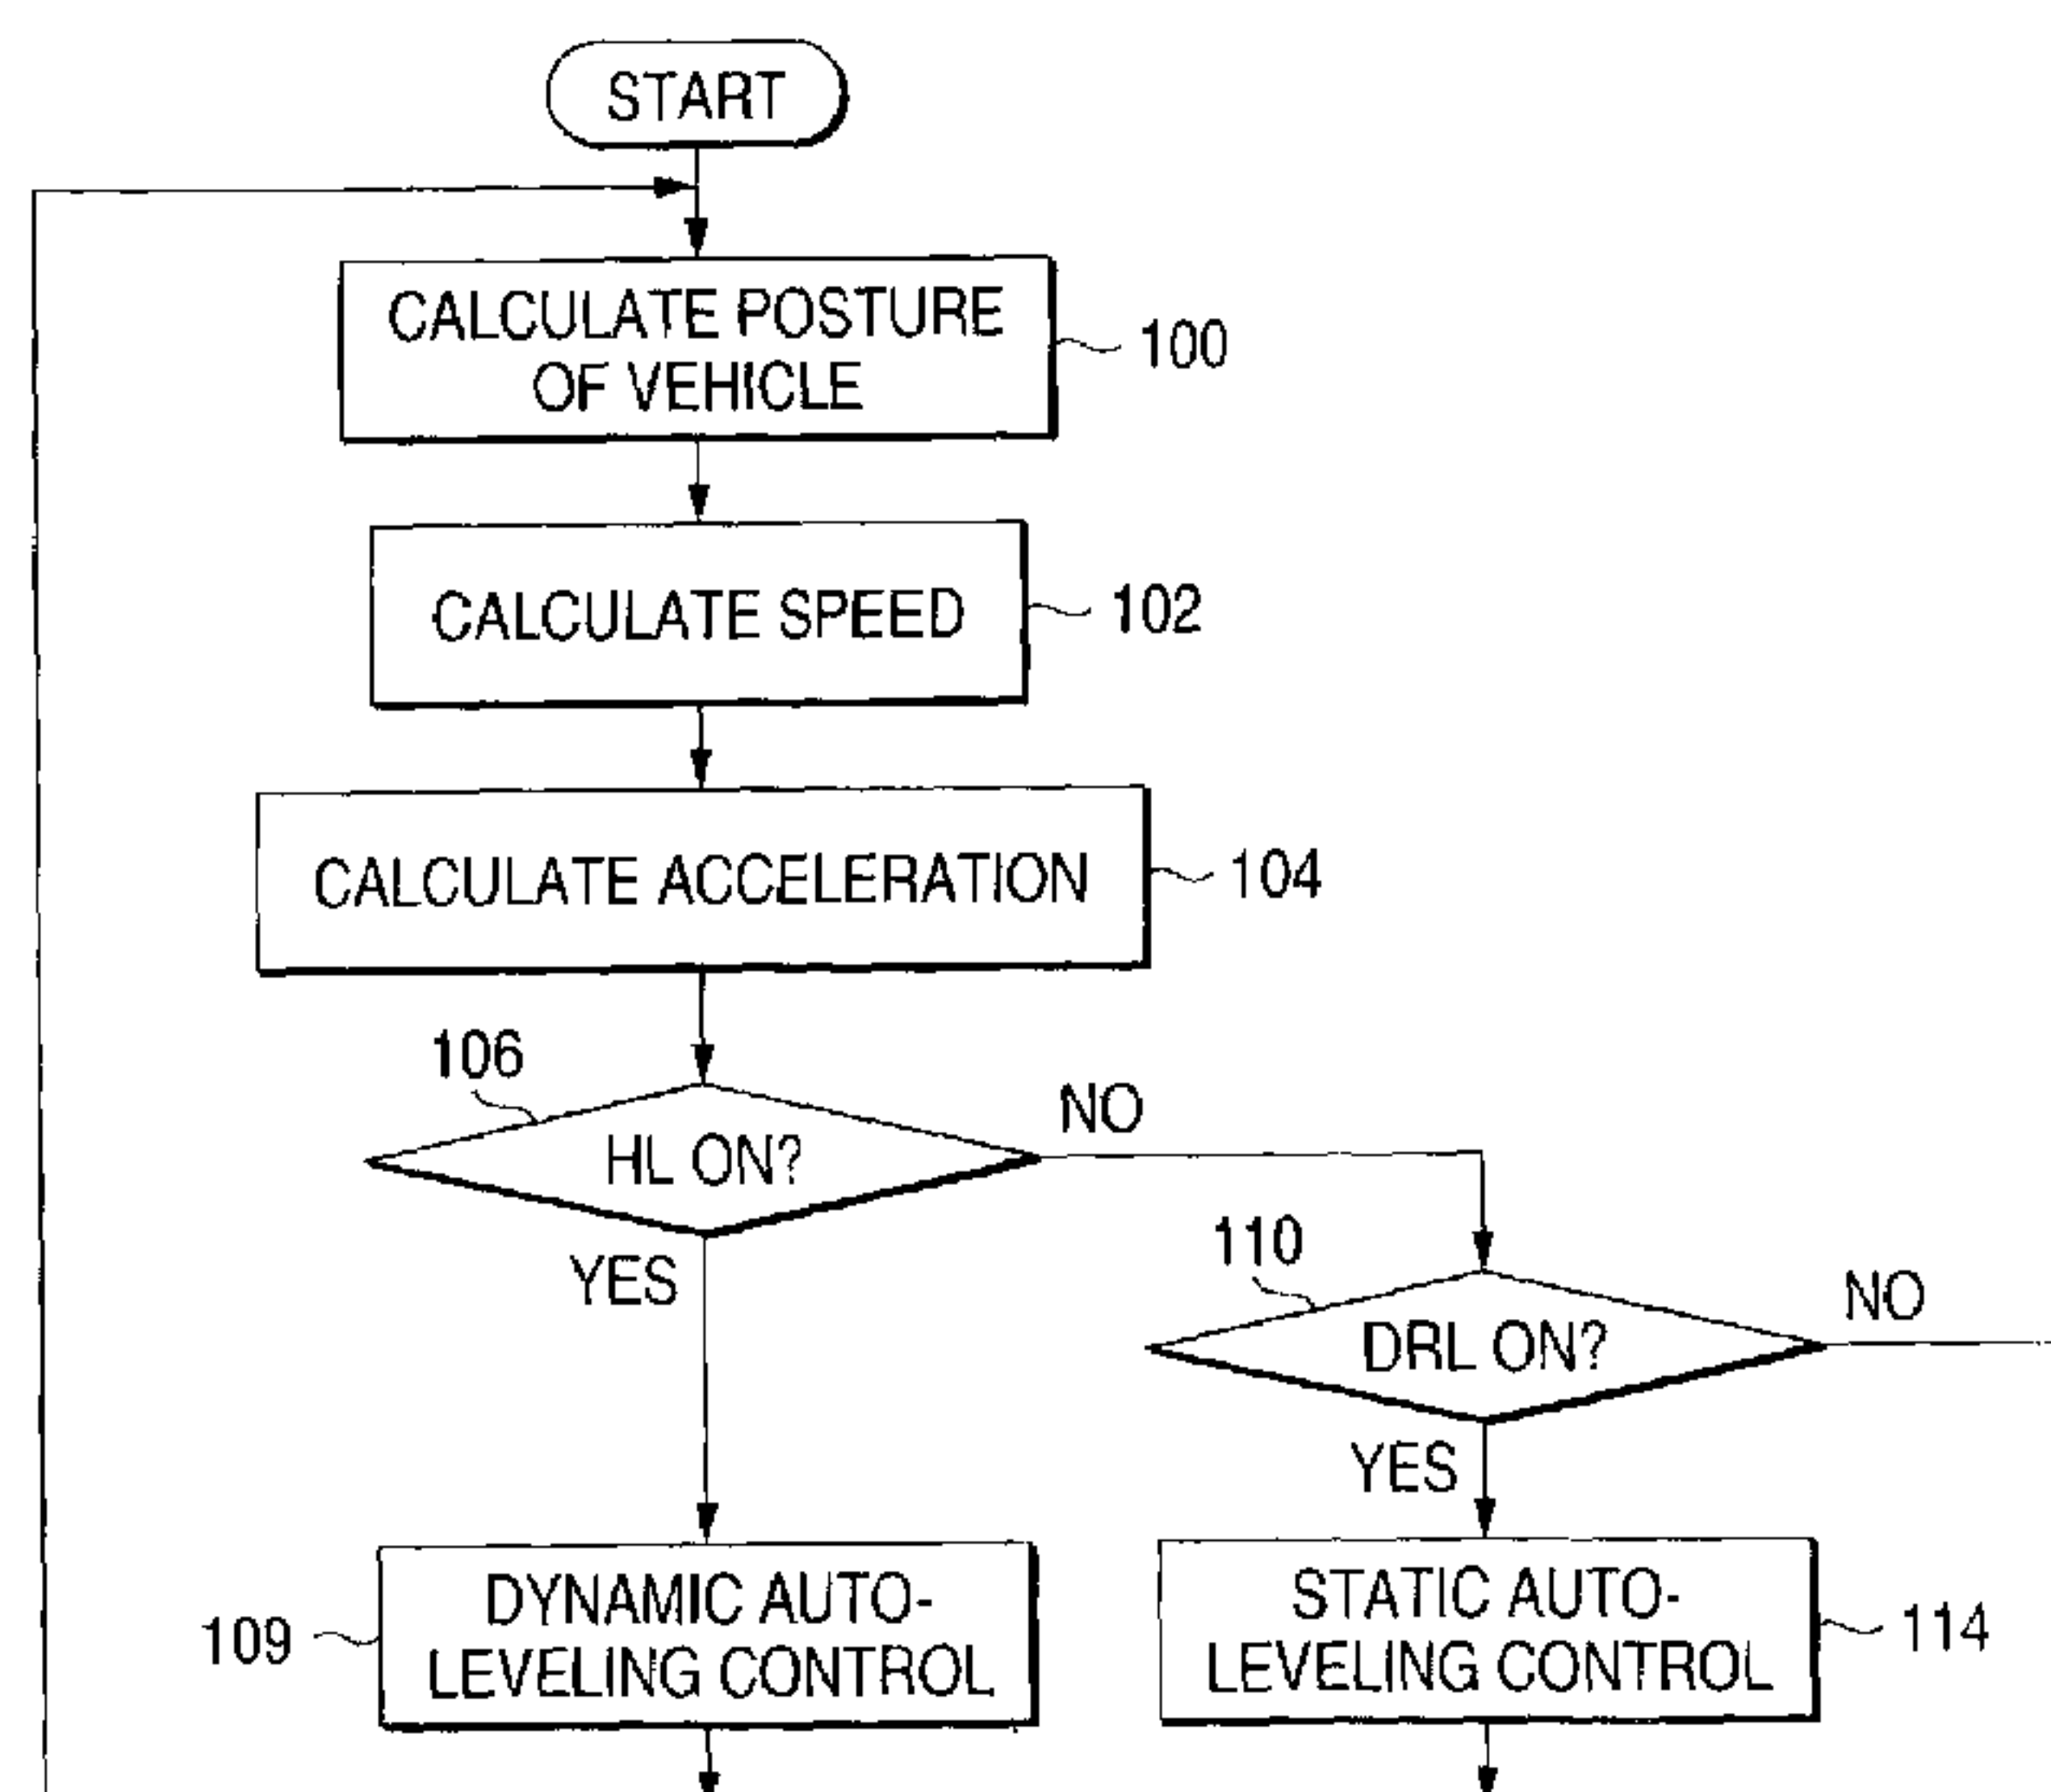 START
CALCULATE POSTURE
OF VEHICLE
100
CALCULATE SPEED
102
CALCULATE ACCELERATION
104
106
HL ON?
NO
YES
110
DRL ON?
NO
YES
DYNAMIC AUTO-
LEVELING CONTROL
109
STATIC AUTO-
LEVELING CONTROL
114